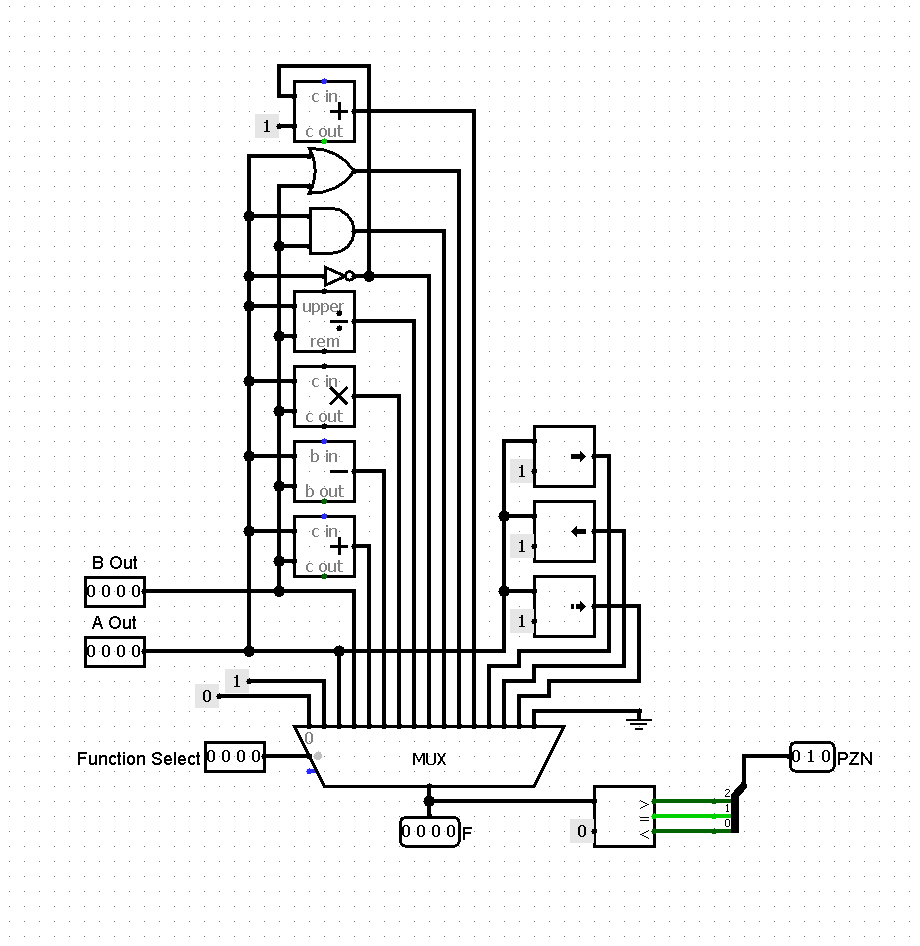 c in
+
1
c out
upper
÷
rem
c in
×
c out
b in
−
b out
c in
+
c out
1
1
1
B Out
0 0 0 0
A Out
0 0 0 0
1
0
0
Function Select 0 0 0 0
MUX
0 0 0 0 F
0
>
=
<
2
1
0
0 1 0 PZN